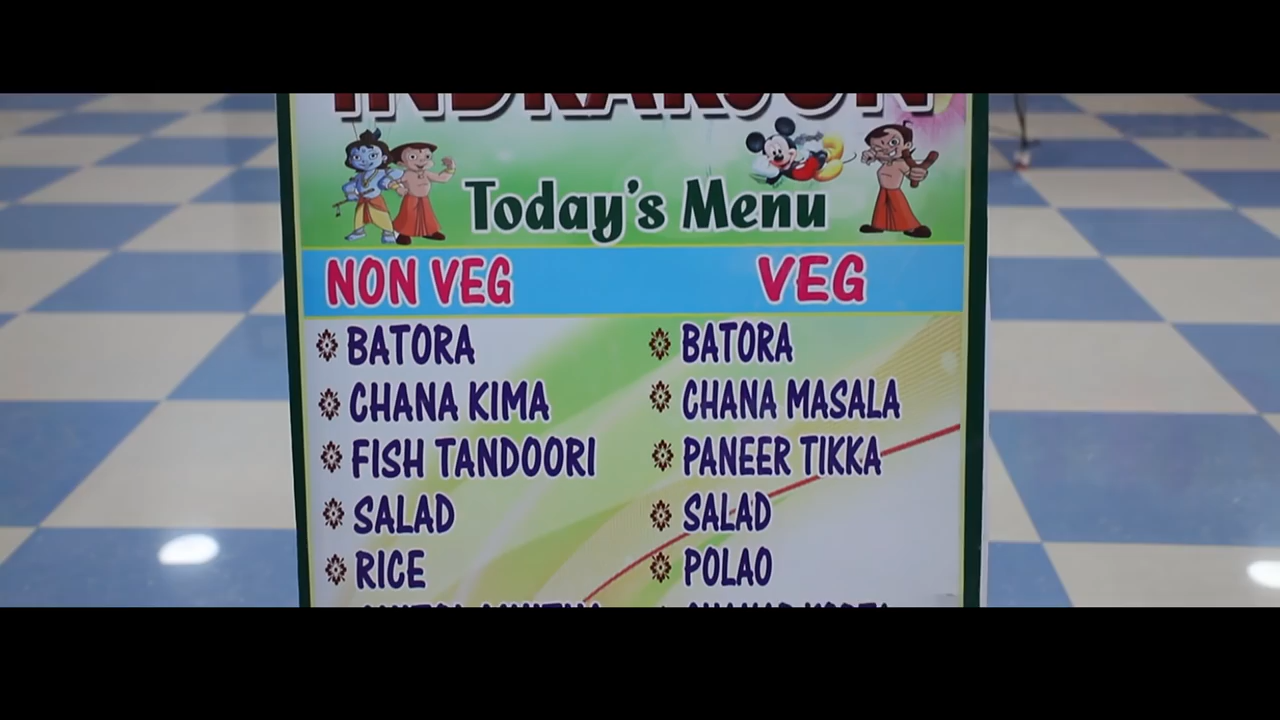 INDRARJUN
Today's Menu
NON VEG
VEG
BATORA
CHANA KIMA
FISH TANDOORI
SALAD
RICE
BATORA
CHANA MASALA
PANEER TIKKA
SALAD
POLAO